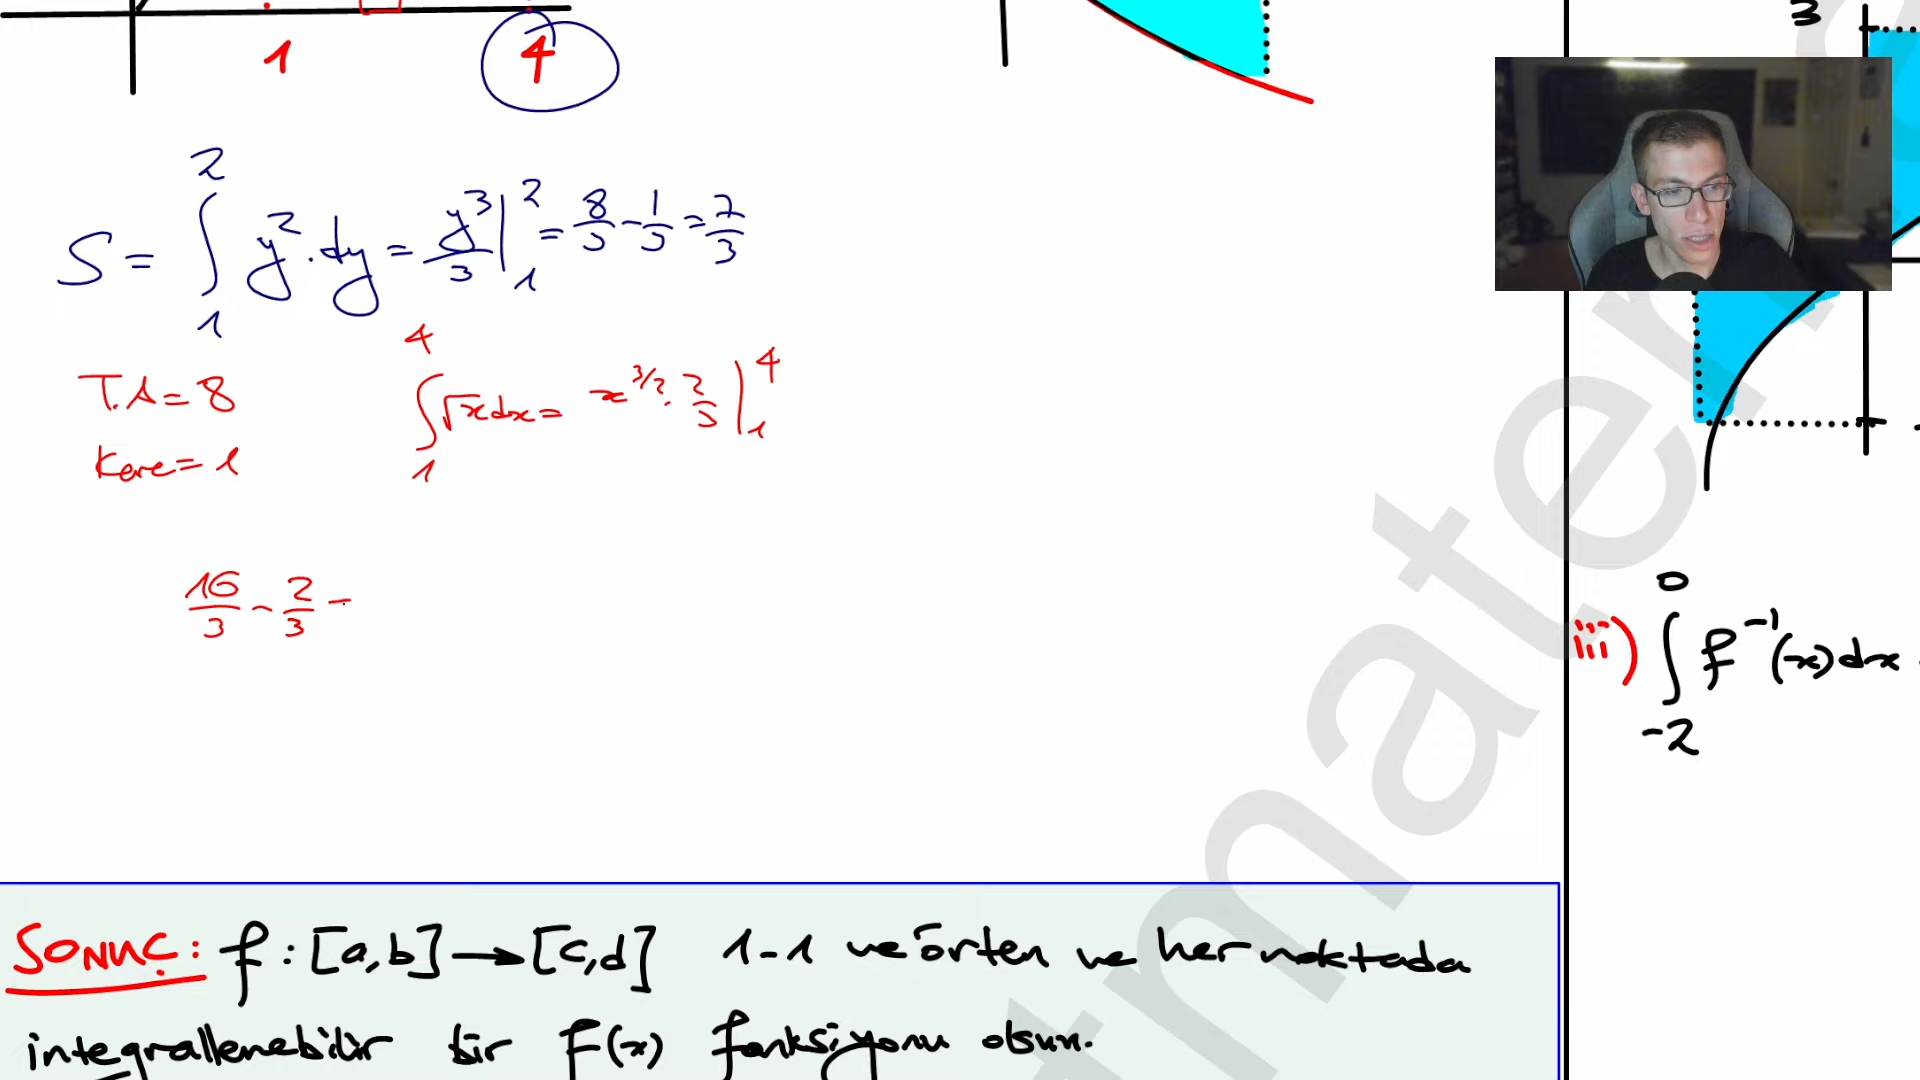 1 4
S = ∫₁² y² . dy = y³/3 |₁² = 8/3 - 1/3 = 7/3
T.A = 8
∫₁⁴ √x dx = x^3/2 . 2/3 |₁⁴
Kare = 1
16/3 - 2/3 -
SONUÇ: f : [a,b] → [c,d] 1-1 ve örten ve her noktada
integrallenebilir bir f(x) fonksiyonu olsun.
3
iii) ∫₋₂⁰ f⁻¹(x) dx